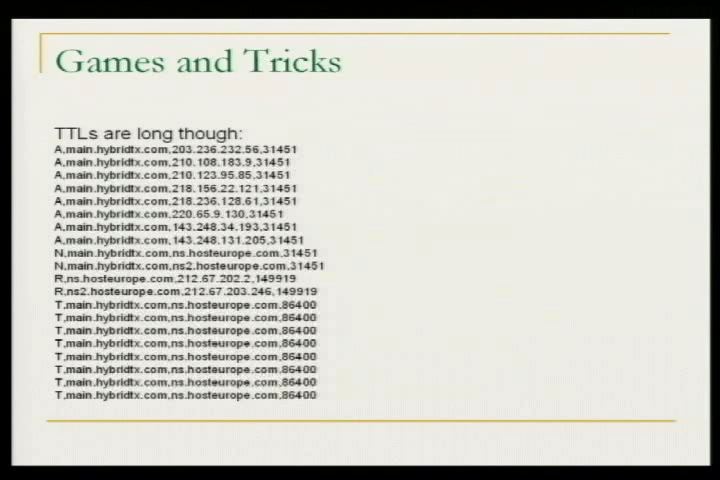 Games and Tricks
TTLs are long though:
A,main.hybridtx.com,203.236.232.56,31451
A,main.hybridtx.com,210.108.183.9,31451
A,main.hybridtx.com,210.123.95.85,31451
A,main.hybridtx.com,218.156.22.121,31451
A,main.hybridtx.com,218.236.128.61,31451
A,main.hybridtx.com,220.65.9.130,31451
A,main.hybridtx.com,143.248.34.193,31451
A,main.hybridtx.com,143.248.131.205,31451
N,main.hybridtx.com,ns.hosteurope.com,31451
N,main.hybridtx.com,ns2.hosteurope.com,31451
R,ns.hosteurope.com,212.67.202.2,149919
R,ns2.hosteurope.com,212.67.203.246,149919
T,main.hybridtx.com,ns.hosteurope.com,86400
T,main.hybridtx.com,ns.hosteurope.com,86400
T,main.hybridtx.com,ns.hosteurope.com,86400
T,main.hybridtx.com,ns.hosteurope.com,86400
T,main.hybridtx.com,ns.hosteurope.com,86400
T,main.hybridtx.com,ns.hosteurope.com,86400
T,main.hybridtx.com,ns.hosteurope.com,86400
T,main.hybridtx.com,ns.hosteurope.com,86400